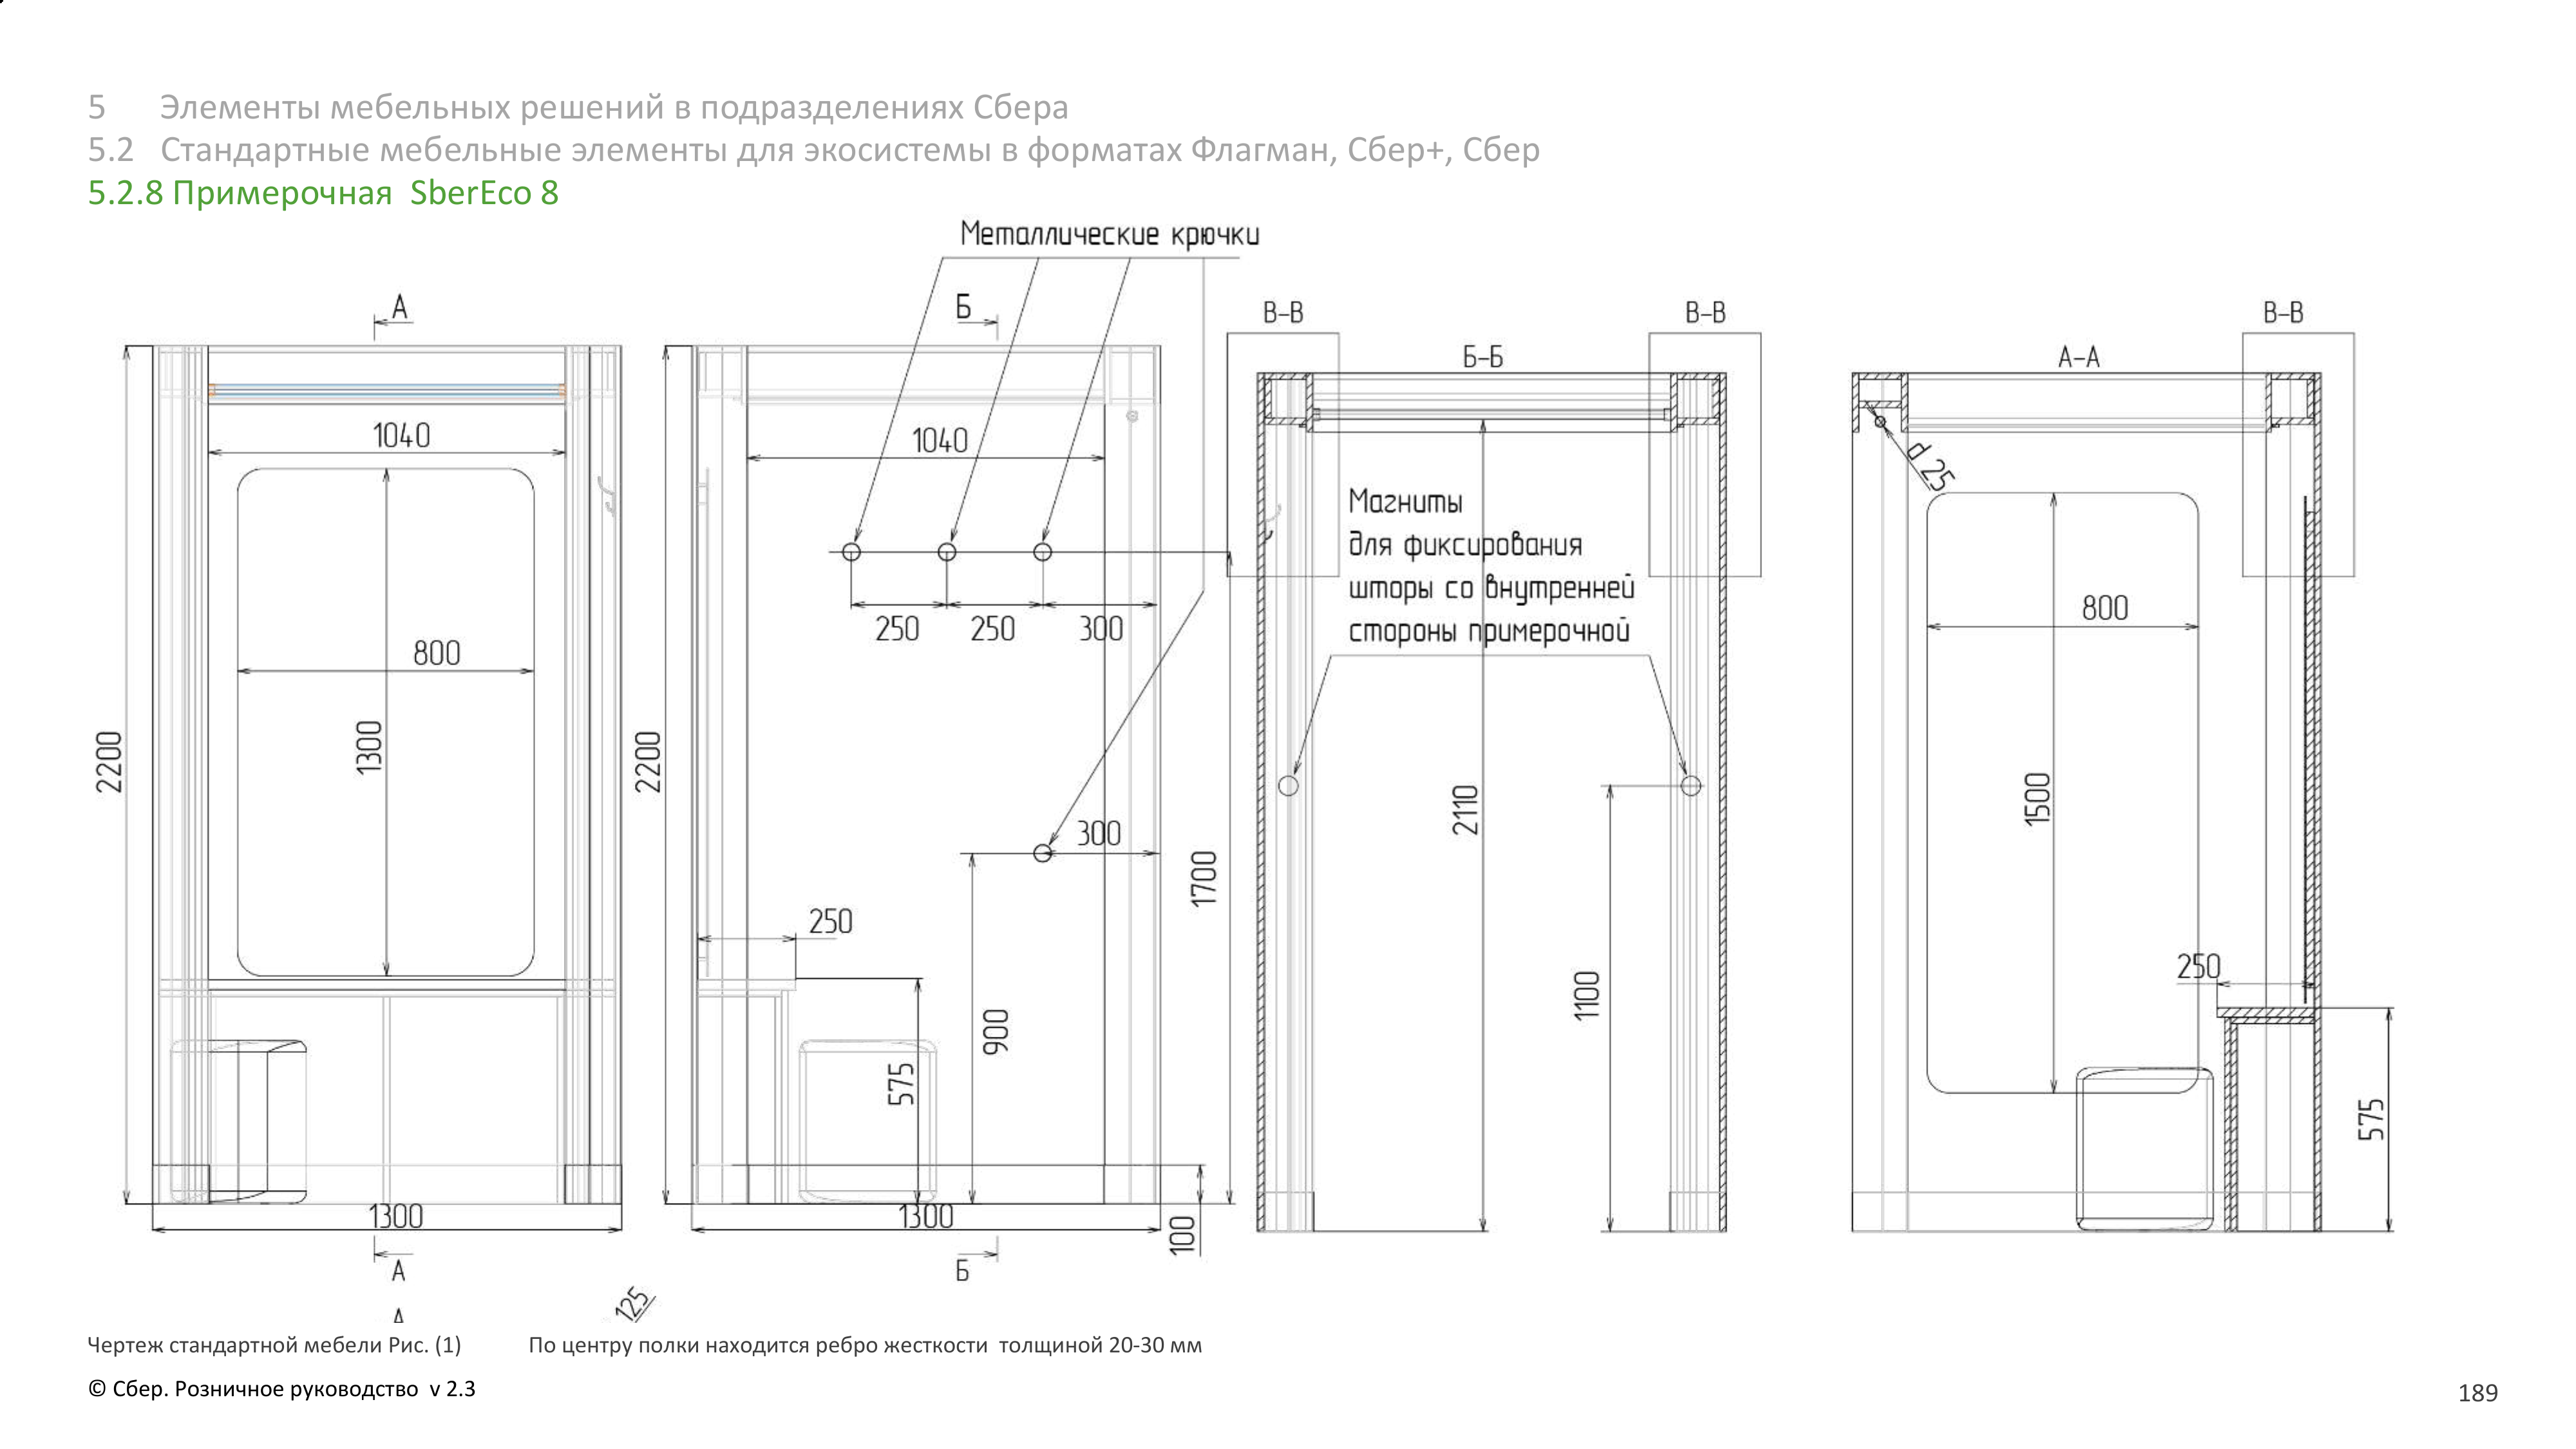 5 Элементы мебельных решений в подразделениях Сбера
5.2 Стандартные мебельные элементы для экосистемы в форматах Флагман, Сбер+, Сбер
5.2.8 Примерочная SberEco 8
Металлические крючки
А
Б
В-В
В-В
В-В
Б-Б
А-А
1040
1040
d 25
Магниты
для фиксирования
шторы со внутренней
стороны примерочной
250
250
300
800
800
1300
2200
2200
2110
1500
300
1700
250
250
900
1100
575
575
1300
1300
100
А
Б
А
125
Чертеж стандартной мебели Рис. (1)
По центру полки находится ребро жесткости толщиной 20-30 мм
© Сбер. Розничное руководство v 2.3
189